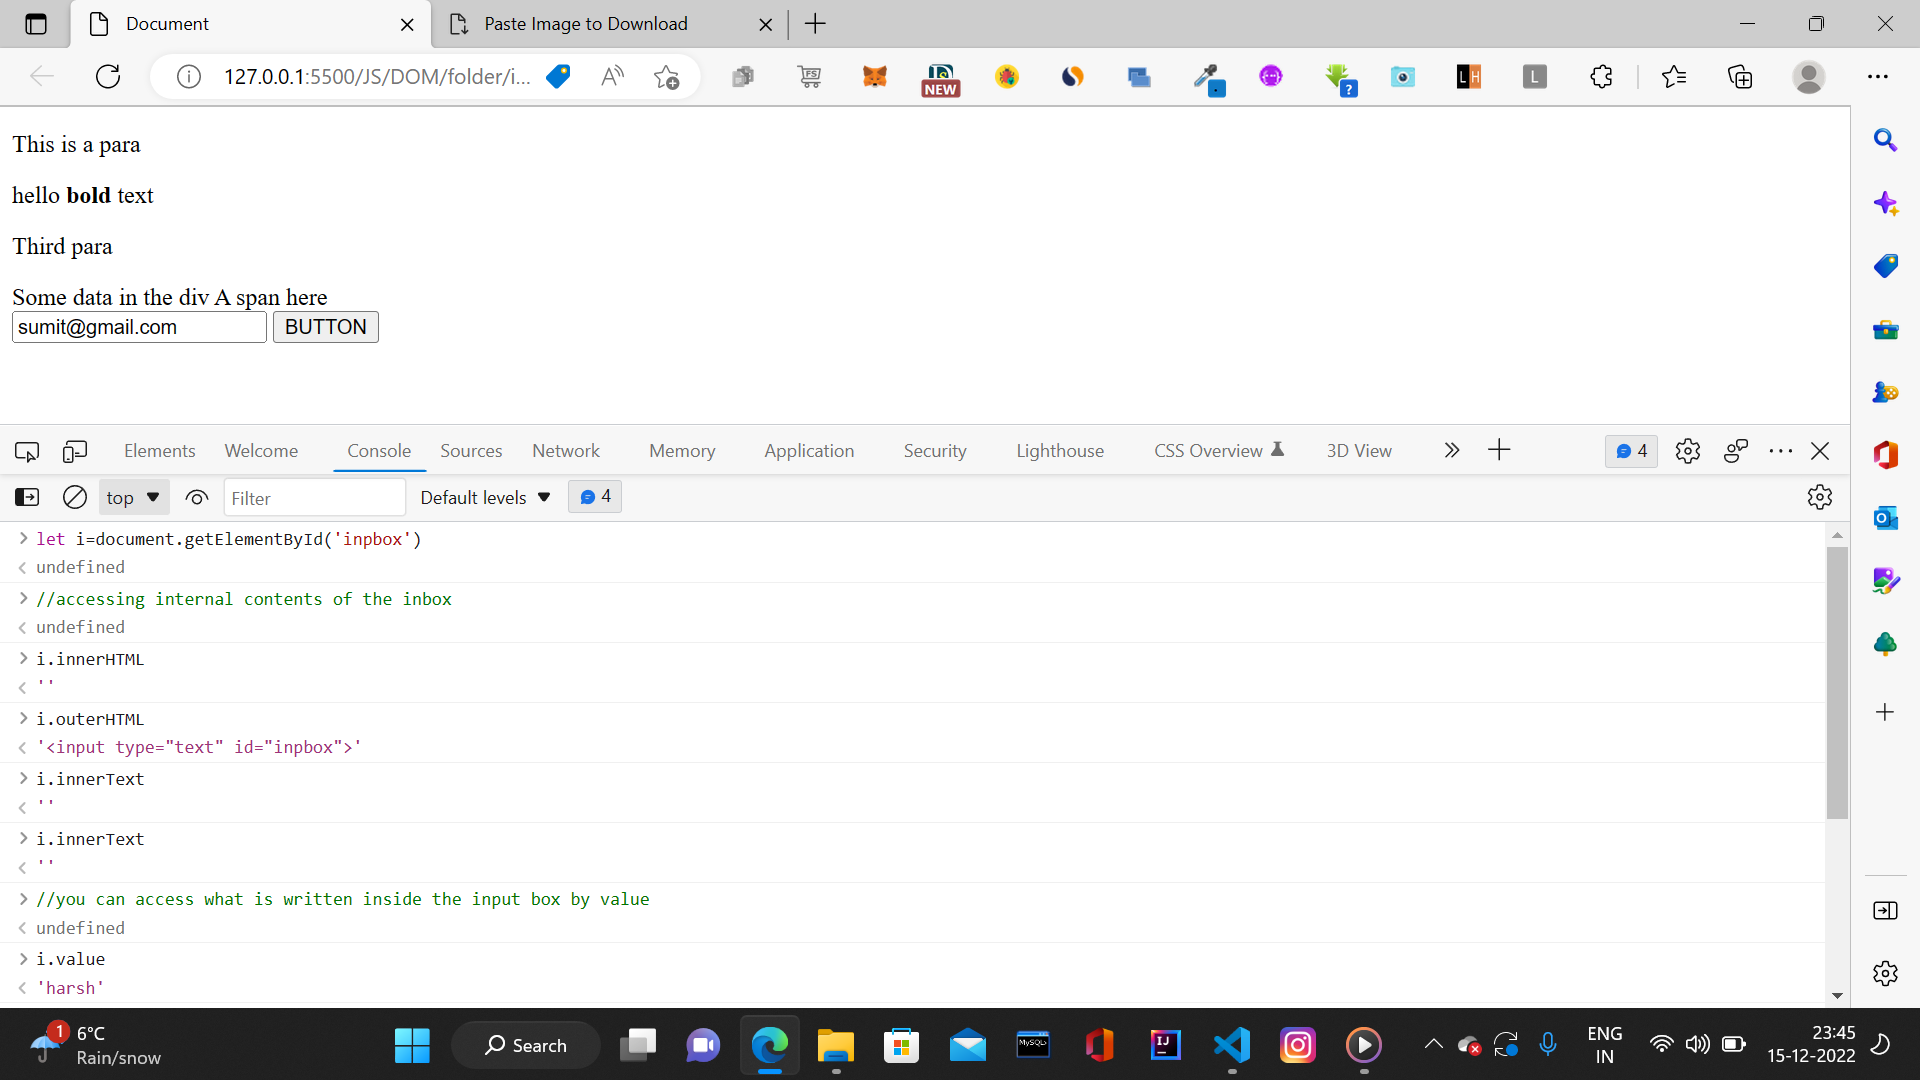 Document
Paste Image to Download
127.0.0.1:5500/JS/DOM/folder/i...
NEW
FS
?
LH
L
This is a para
hello bold text
Third para
Some data in the div A span here
sumit@gmail.com BUTTON
Elements Welcome Console Sources Network Memory Application Security Lighthouse CSS Overview 3D View 4
top Filter Default levels 4
let i=document.getElementById('inpbox')
undefined
//accessing internal contents of the inbox
undefined
i.innerHTML
''
i.outerHTML
'<input type="text" id="inpbox">'
i.innerText
''
i.innerText
''
//you can access what is written inside the input box by value
undefined
i.value
'harsh'
1
6°C
Rain/snow
Search
MySQL>
IJ
ENG
IN
23:45
15-12-2022